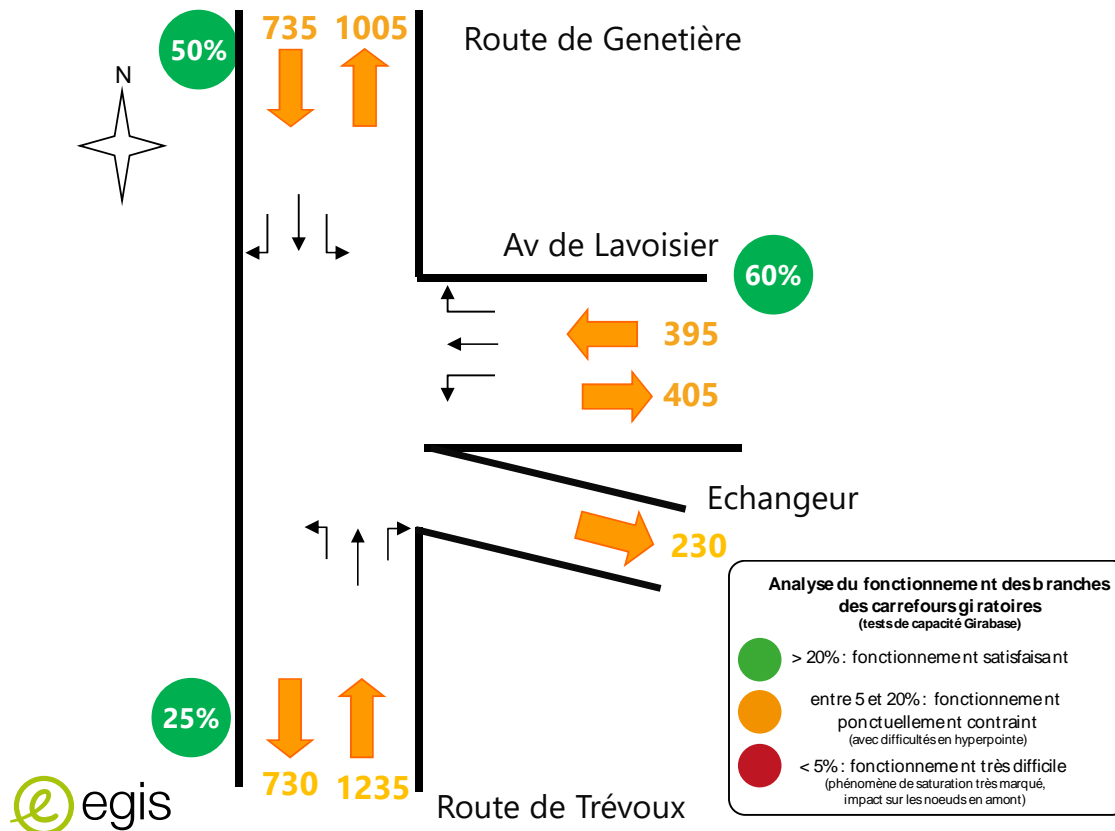 735 1005
Route de Genetière
50%
N
Av de Lavoisier
60%
395
405
Echangeur
230
25%
730 1235
Route de Trévoux
egis
Analyse du fonctionnement des branches
des carrefours giratoires
(tests de capacité Girabase)
> 20% : fonctionnement satisfaisant
entre 5 et 20% : fonctionnement
ponctuellement contraint
(avec difficultés en hyperpointe)
< 5% : fonctionnement très difficile
(phénomène de saturation très marqué,
impact sur les noeuds en amont)